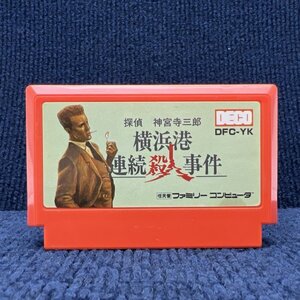 探偵 神宮寺三郎
DECO
DFC-YK
横浜港
連続殺人事件
任天堂 ファミリー コンピュータ